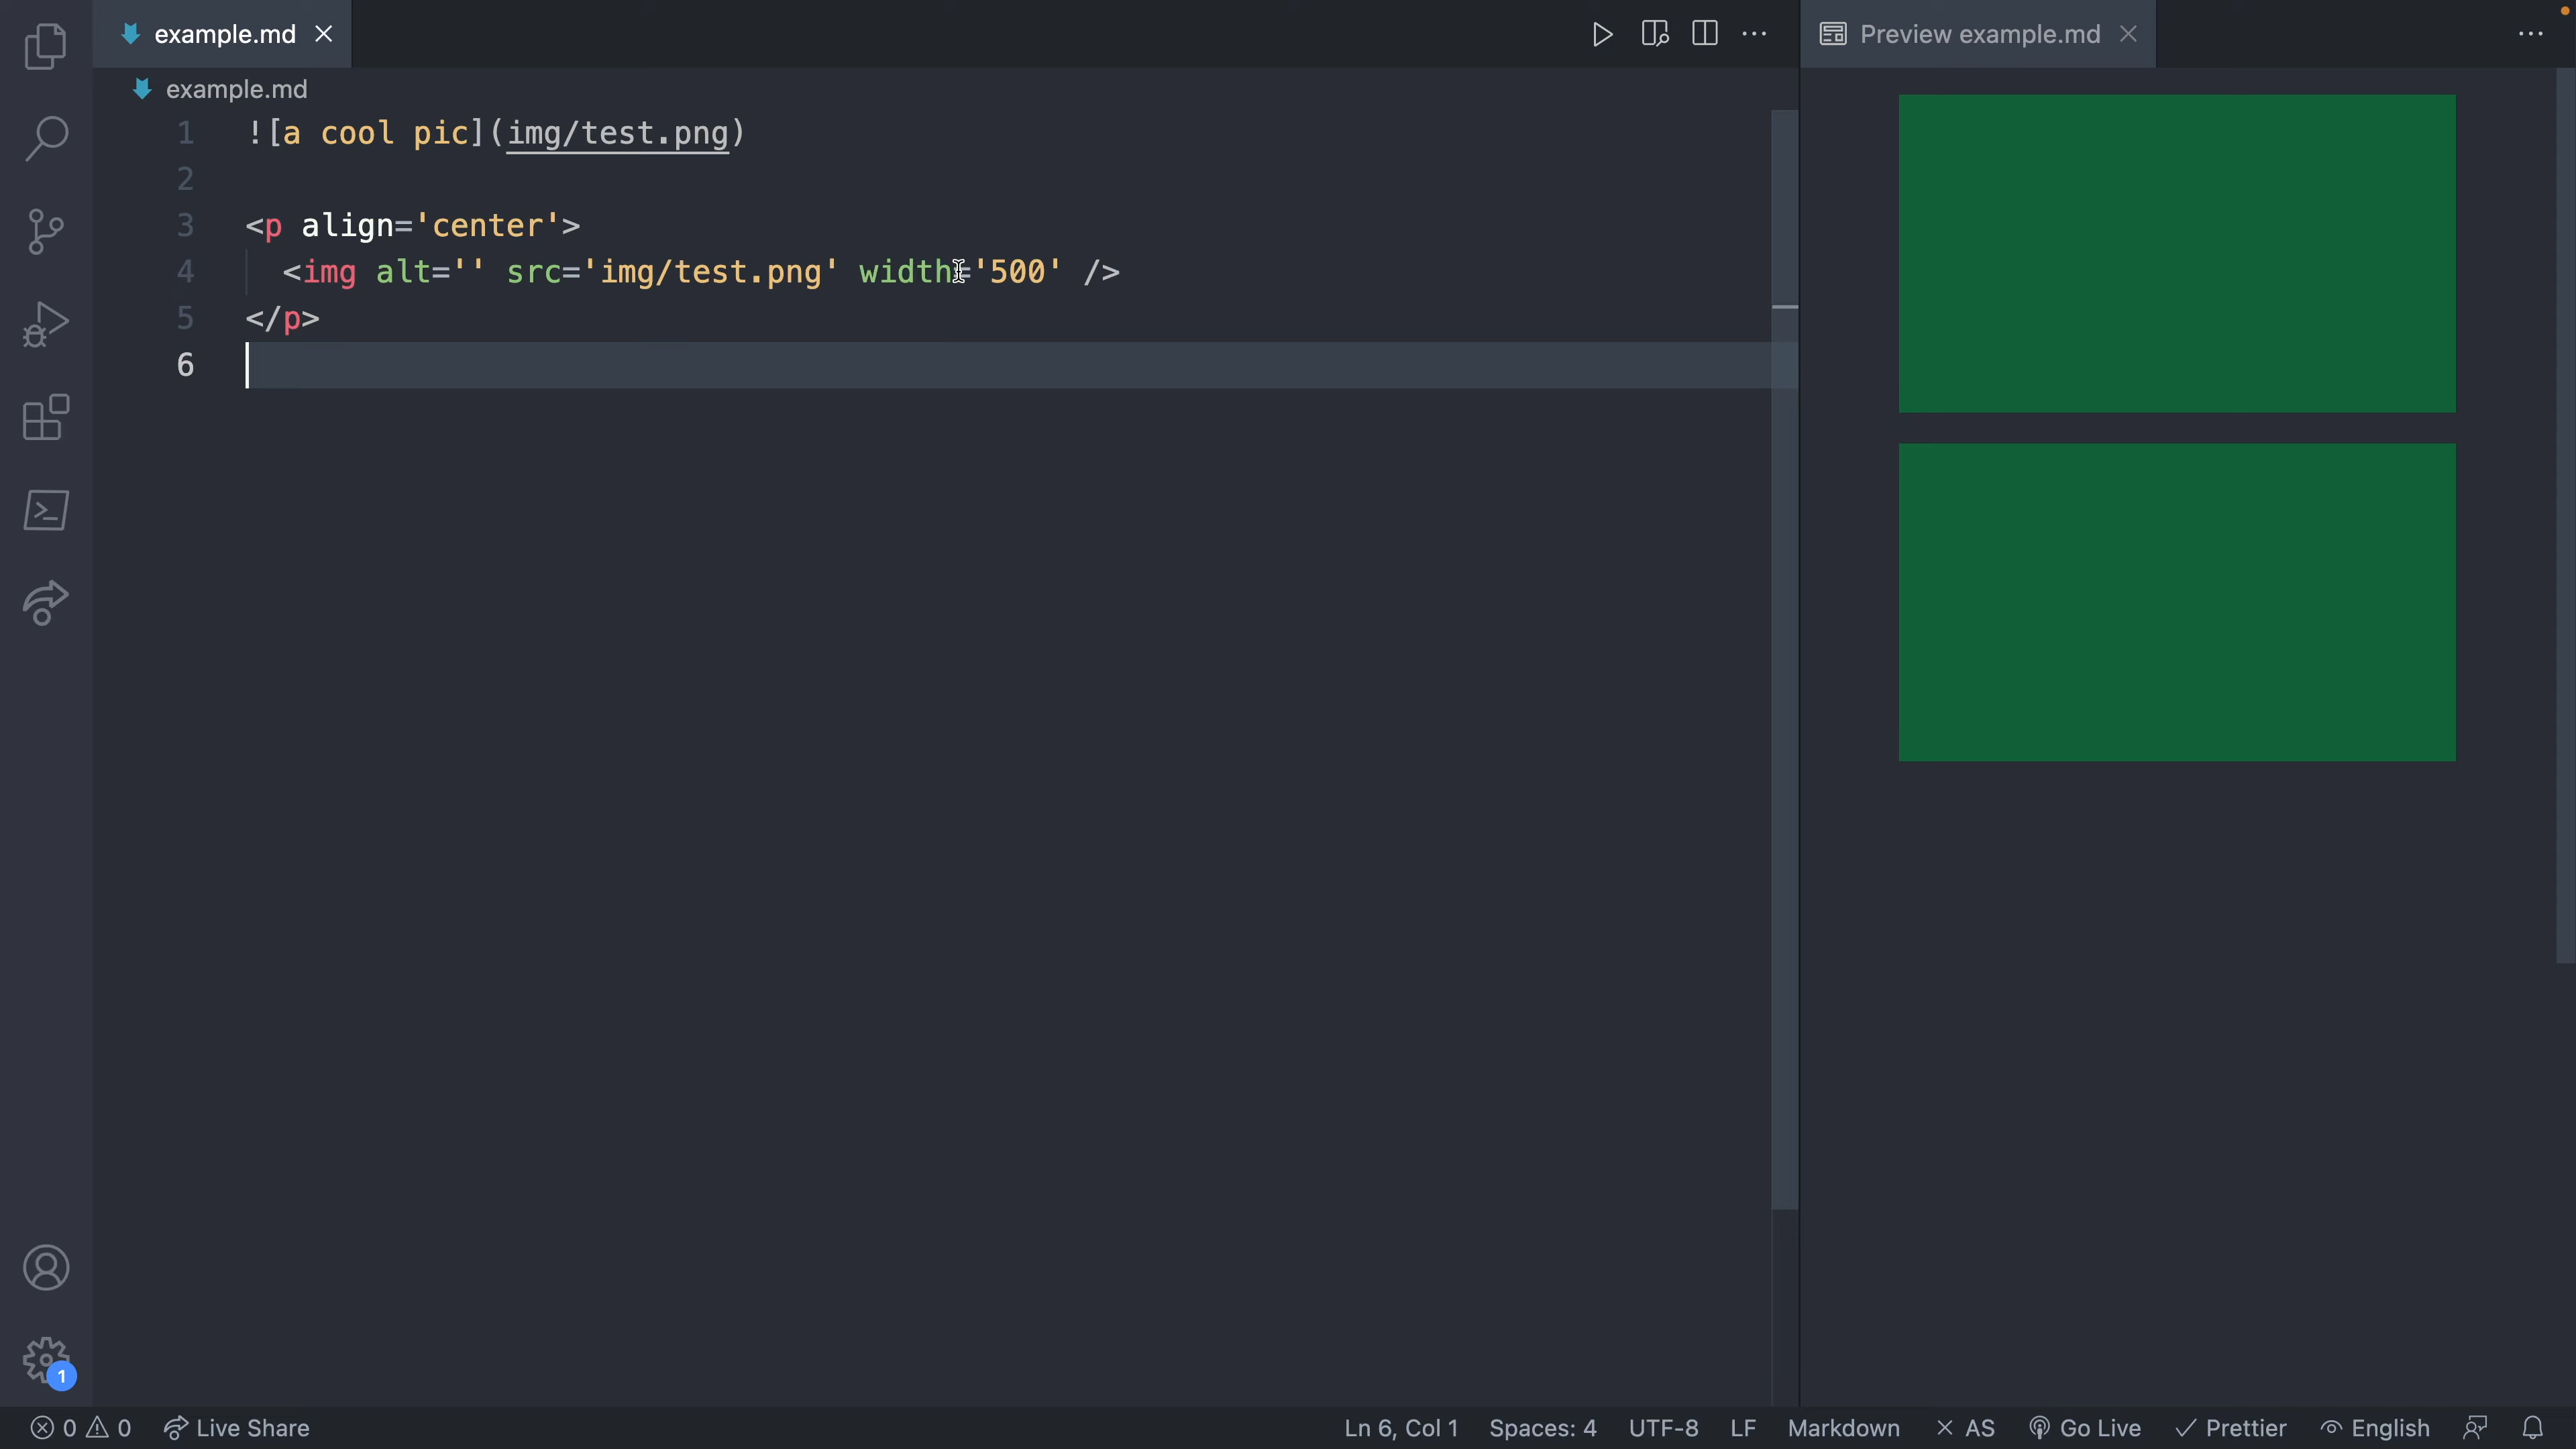 example.md
Preview example.md
example.md
1 ![a cool pic](img/test.png)
2
3 <p align='center'>
4 <img alt='' src='img/test.png' width='500' />
5 </p>
6
1
0 0 Live Share Ln 6, Col 1 Spaces: 4 UTF-8 LF Markdown AS Go Live Prettier English